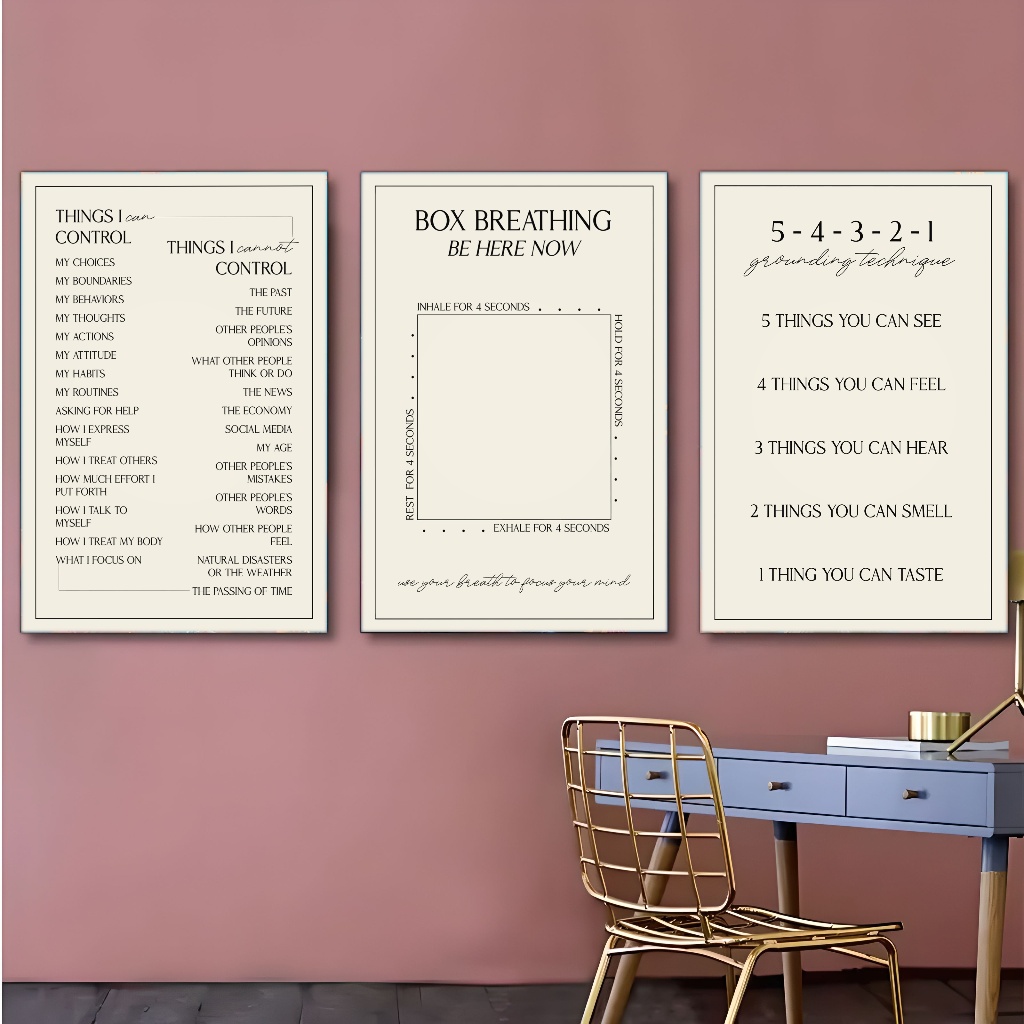 THINGS I can
CONTROL
MY CHOICES
MY BOUNDARIES
MY BEHAVIORS
MY THOUGHTS
MY ACTIONS
MY ATTITUDE
MY HABITS
MY ROUTINES
ASKING FOR HELP
HOW I EXPRESS
MYSELF
HOW I TREAT OTHERS
HOW MUCH EFFORT I
PUT FORTH
HOW I TALK TO
MYSELF
HOW I TREAT MY BODY
WHAT I FOCUS ON
THINGS I cannot
CONTROL
THE PAST
THE FUTURE
OTHER PEOPLE'S
OPINIONS
WHAT OTHER PEOPLE
THINK OR DO
THE NEWS
THE ECONOMY
SOCIAL MEDIA
MY AGE
OTHER PEOPLE'S
MISTAKES
OTHER PEOPLE'S
WORDS
HOW OTHER PEOPLE
FEEL
NATURAL DISASTERS
OR THE WEATHER
THE PASSING OF TIME
BOX BREATHING
BE HERE NOW
INHALE FOR 4 SECONDS . . . .
HOLD FOR 4 SECONDS . . . .
EXHALE FOR 4 SECONDS . . . .
REST FOR 4 SECONDS . . . .
use your breath to focus your mind
5 - 4 - 3 - 2 - 1
grounding technique
5 THINGS YOU CAN SEE
4 THINGS YOU CAN FEEL
3 THINGS YOU CAN HEAR
2 THINGS YOU CAN SMELL
1 THING YOU CAN TASTE